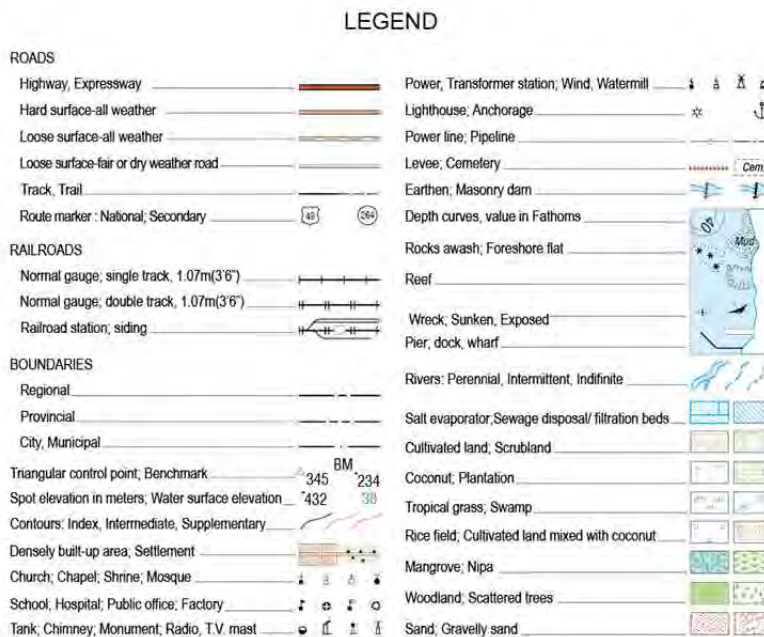 LEGEND
ROADS
Highway, Expressway
Hard surface-all weather
Loose surface-all weather
Loose surface-fair or dry weather road
Track, Trail
Route marker : National; Secondary 49 264
RAILROADS
Normal gauge; single track, 1.07m(3'6")
Normal gauge; double track, 1.07m(3'6")
Railroad station; siding
BOUNDARIES
Regional
Provincial
City, Municipal
Triangular control point; Benchmark 345 BM 234
Spot elevation in meters; Water surface elevation 432 38
Contours: Index, Intermediate, Supplementary
Densely built-up area; Settlement
Church; Chapel; Shrine; Mosque
School; Hospital; Public office; Factory
Tank; Chimney; Monument; Radio, T.V. mast
Power, Transformer station; Wind, Watermill
Lighthouse; Anchorage
Power line; Pipeline
Levee; Cemetery Cem
Earthen; Masonry dam
Depth curves, value in Fathoms 40
Rocks awash; Foreshore flat Mud
Reef
Wreck; Sunken, Exposed
Pier, dock, wharf
Rivers: Perennial, Intermittent, Indifinite
Salt evaporator;Sewage disposal/ filtration beds
Cultivated land; Scrubland
Coconut; Plantation
Tropical grass; Swamp
Rice field; Cultivated land mixed with coconut
Mangrove; Nipa
Woodland; Scattered trees
Sand; Gravelly sand